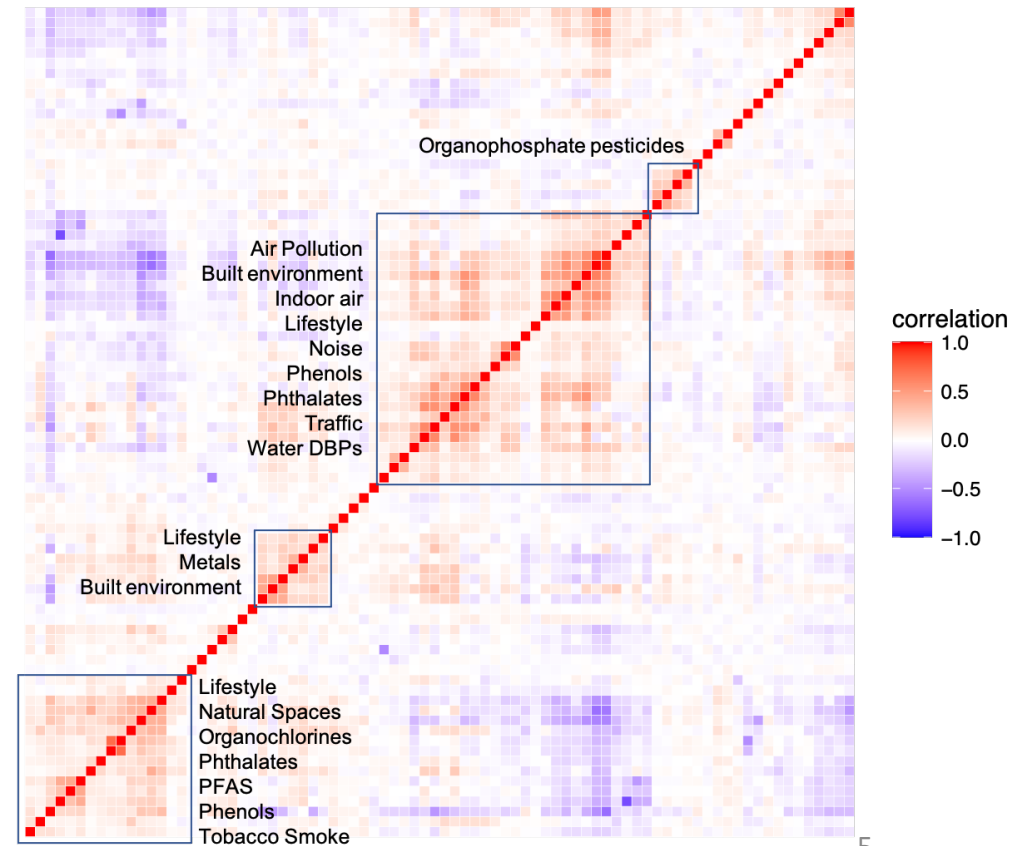 Organophosphate pesticides
Air Pollution
Built environment
Indoor air
Lifestyle
Noise
Phenols
Phthalates
Traffic
Water DBPs
correlation
1.0
0.5
0.0
−0.5
−1.0
Lifestyle
Metals
Built environment
Lifestyle
Natural Spaces
Organochlorines
Phthalates
PFAS
Phenols
Tobacco Smoke